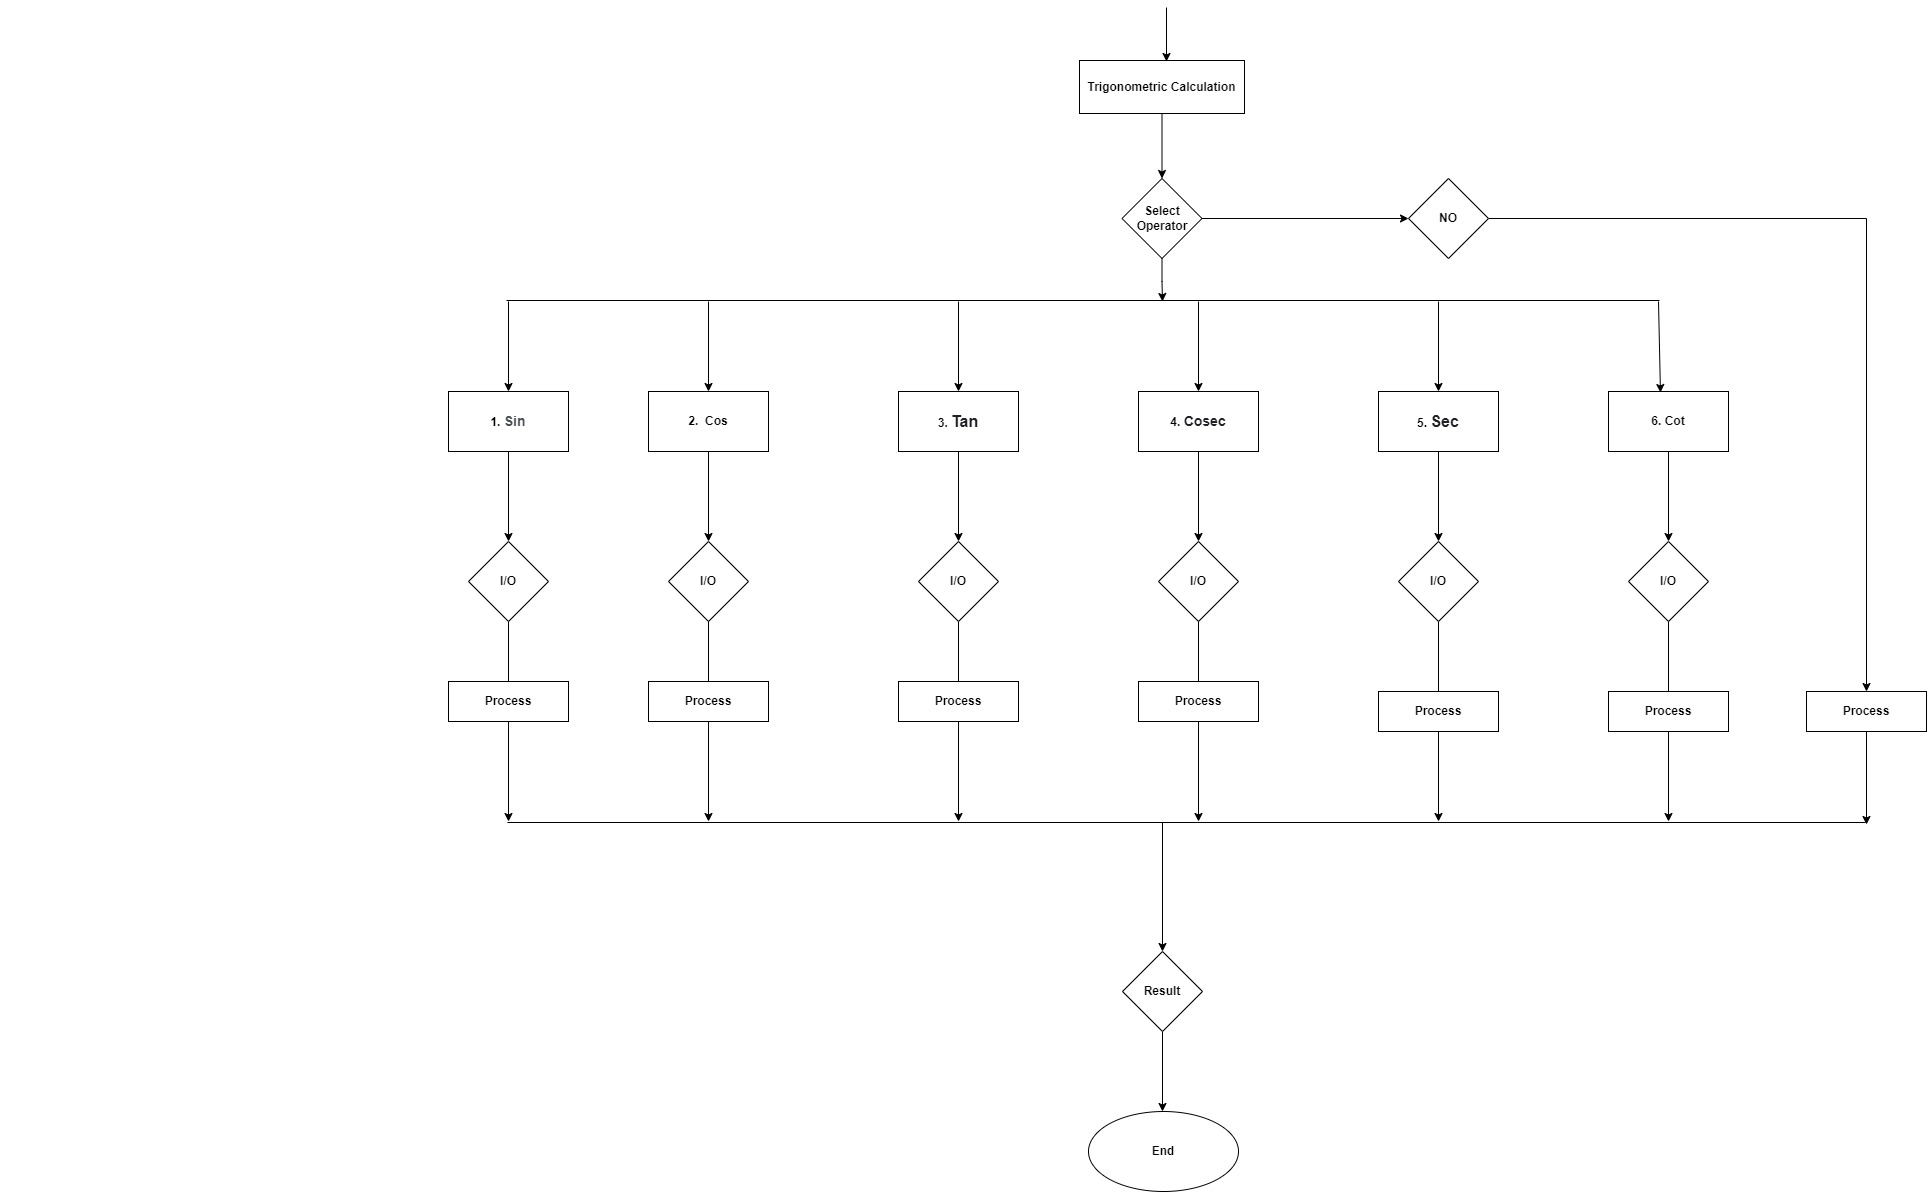 Trigonometric Calculation
Select
Operator
NO
1. Sin
2. Cos
3. Tan
4. Cosec
5. Sec
6. Cot
I/O
I/O
I/O
I/O
I/O
I/O
Process
Process
Process
Process
Process
Process
Process
Result
End